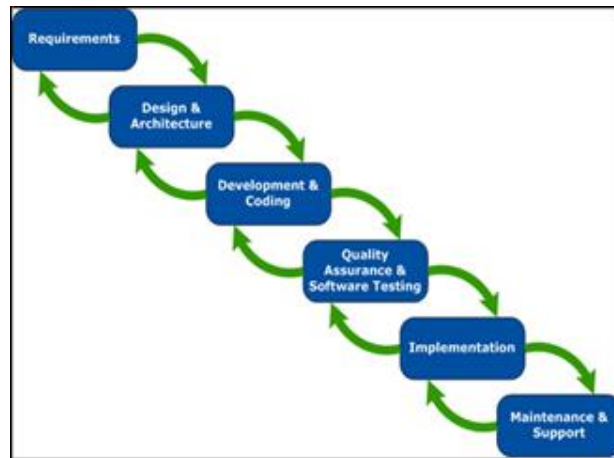 Requirements
Design &
Architecture
Development &
Coding
Quality
Assurance &
Software Testing
Implementation
Maintenance &
Support